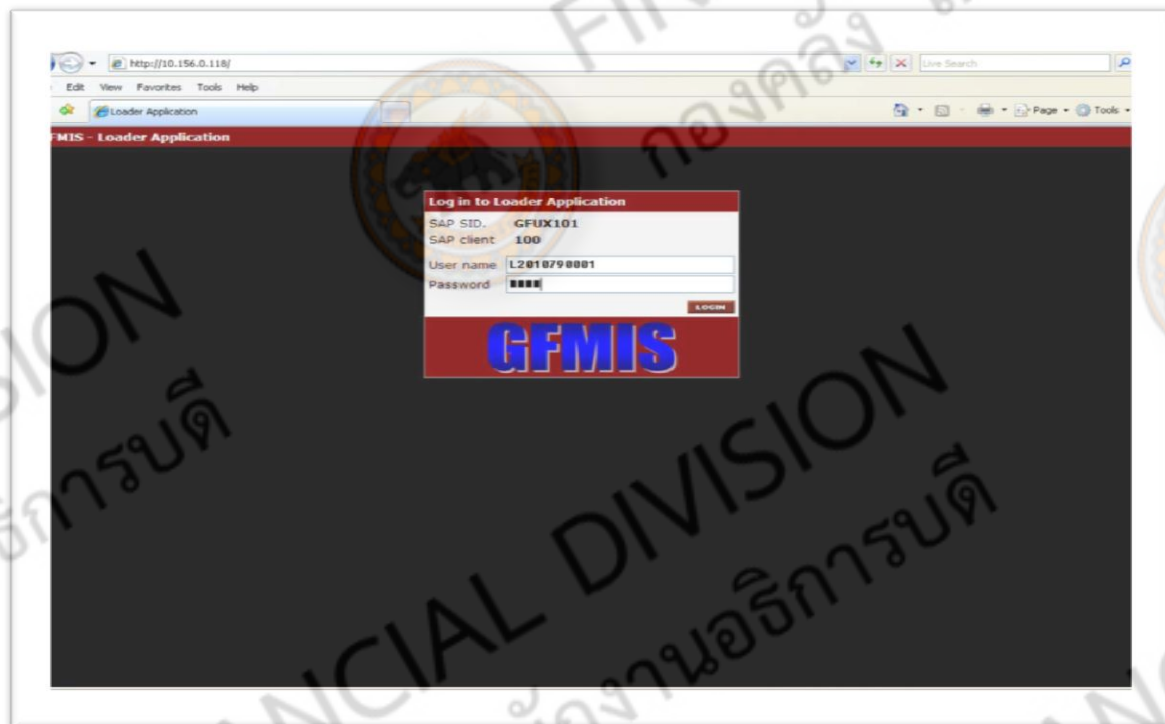 http://10.156.0.118/
Live Search
Edit View Favorites Tools Help
Loader Application
Page Tools
FMIS - Loader Application
Log in to Loader Application
SAP SID. GFUX101
SAP client 100
User name L2010790001
Password
LOGIN
GFMIS
กองคลัง
DIVISION